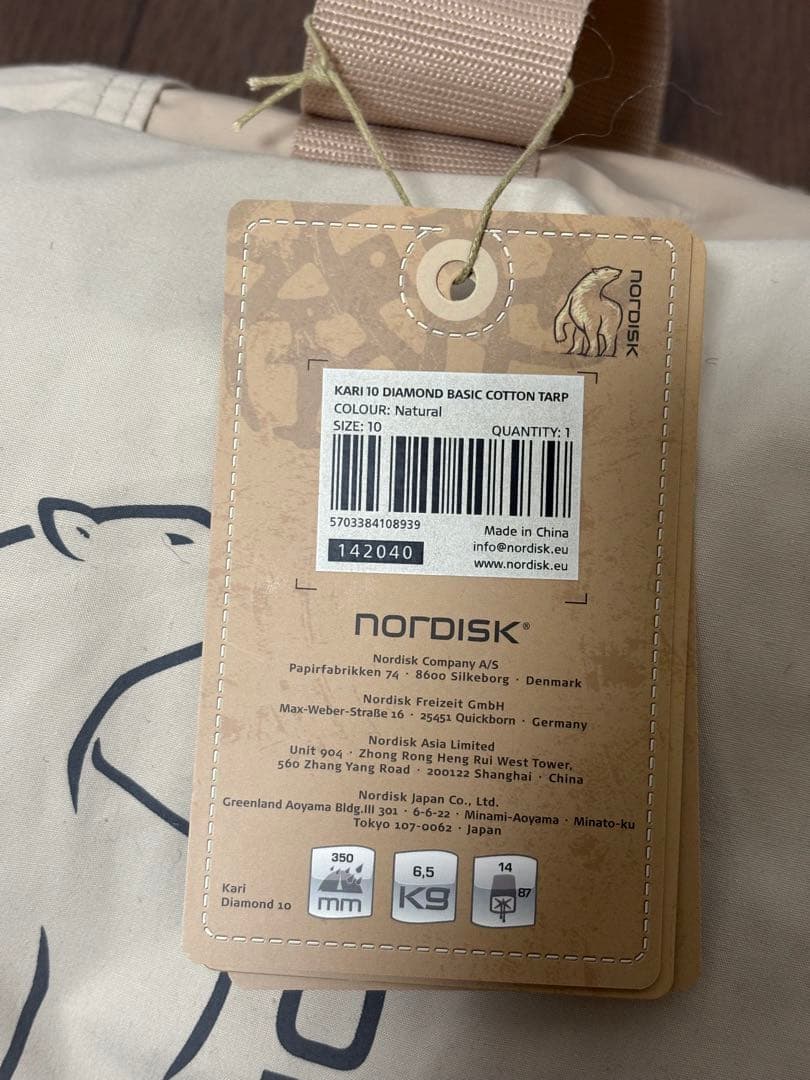 NORDISK
KARI 10 DIAMOND BASIC COTTON TARP
COLOUR: Natural
SIZE: 10
QUANTITY: 1
5703384108939
Made in China
142040
info@nordisk.eu
www.nordisk.eu
NORDISK®
Nordisk Company A/S
Papirfabrikken 74 · 8600 Silkeborg · Denmark
Nordisk Freizeit GmbH
Max-Weber-Straße 16 · 25451 Quickborn · Germany
Nordisk Asia Limited
Unit 904 · Zhong Rong Heng Rui West Tower,
560 Zhang Yang Road · 200122 Shanghai · China
Nordisk Japan Co., Ltd.
Greenland Aoyama Bldg.III 301 · 6-6-22 · Minami-Aoyama · Minato-ku
Tokyo 107-0062 · Japan
Kari
Diamond 10
350
mm
6,5
KG
14
87